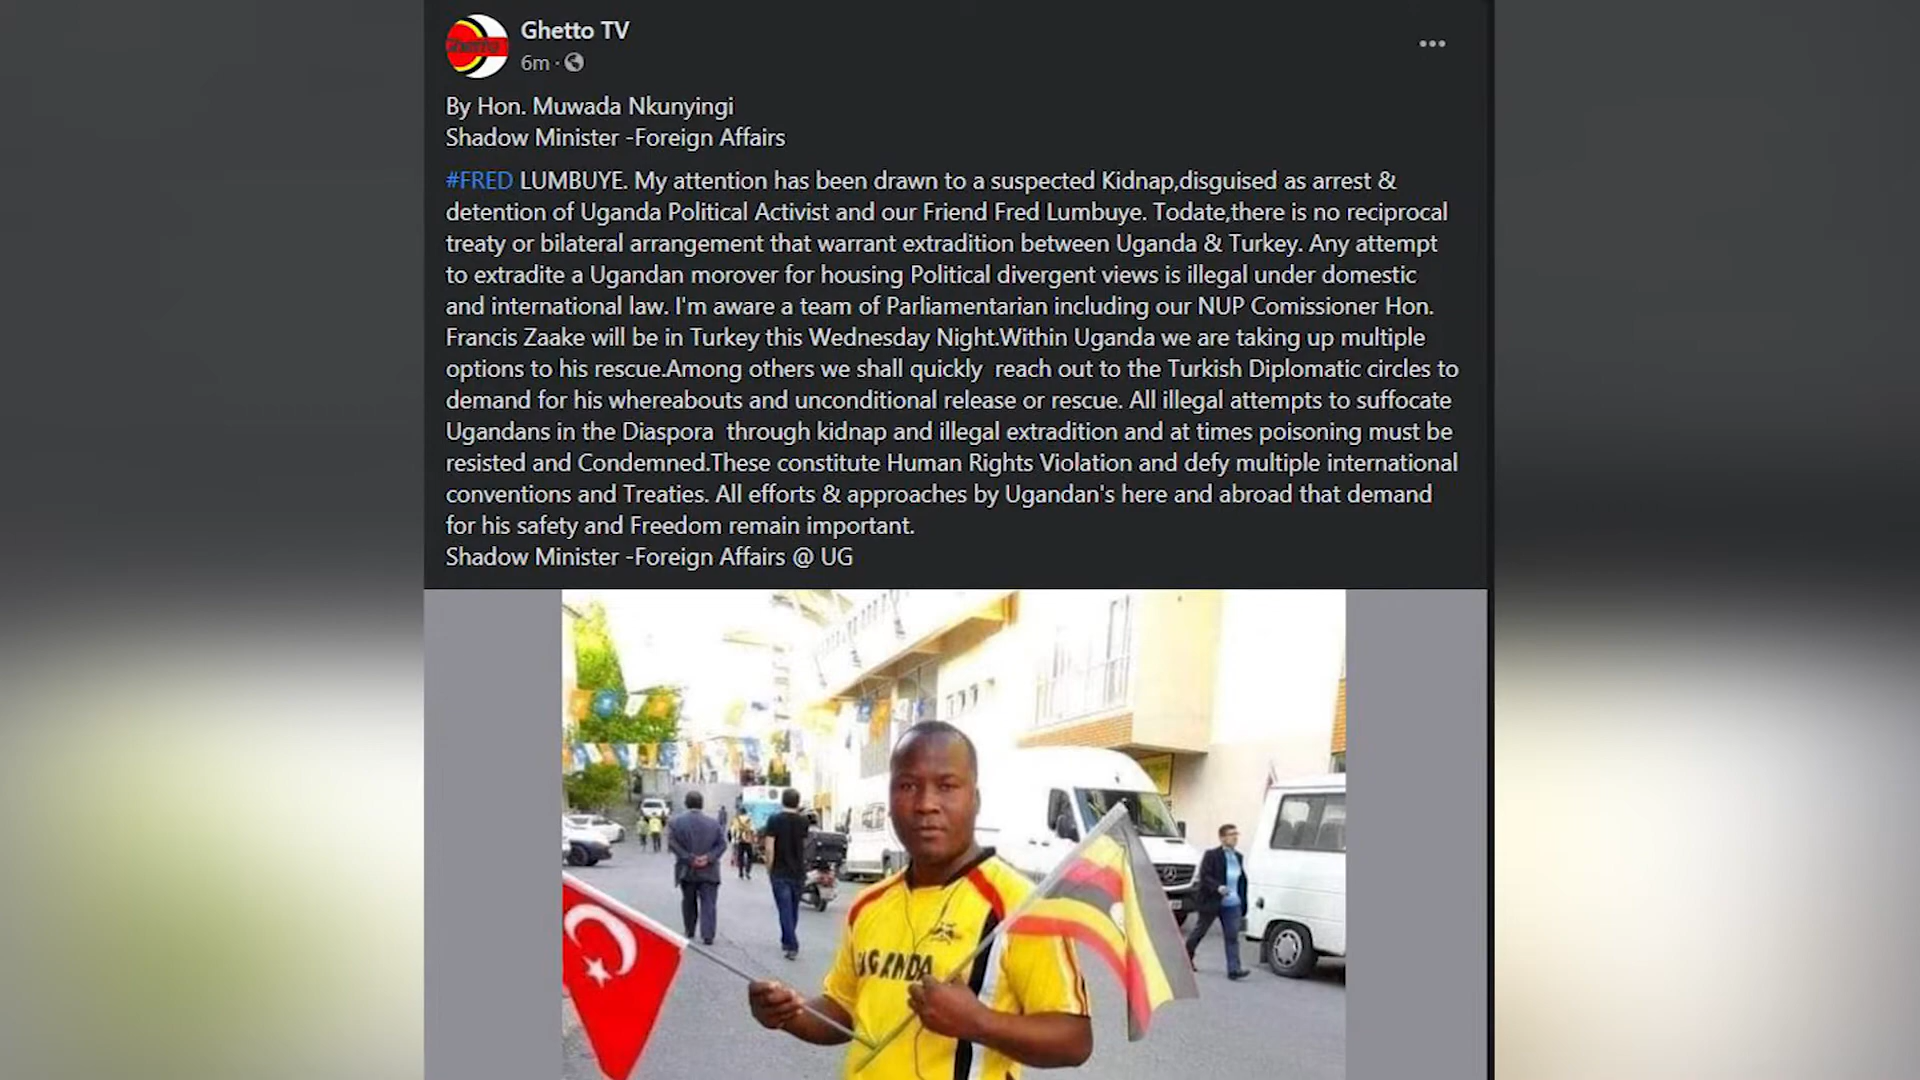 Ghetto TV
6m ·
By Hon. Muwada Nkunyingi
Shadow Minister -Foreign Affairs
#FRED LUMBUYE. My attention has been drawn to a suspected Kidnap,disguised as arrest &
detention of Uganda Political Activist and our Friend Fred Lumbuye. Todate,there is no reciprocal
treaty or bilateral arrangement that warrant extradition between Uganda & Turkey. Any attempt
to extradite a Ugandan morover for housing Political divergent views is illegal under domestic
and international law. I'm aware a team of Parliamentarian including our NUP Comissioner Hon.
Francis Zaake will be in Turkey this Wednesday Night.Within Uganda we are taking up multiple
options to his rescue.Among others we shall quickly  reach out to the Turkish Diplomatic circles to
demand for his whereabouts and unconditional release or rescue. All illegal attempts to suffocate
Ugandans in the Diaspora  through kidnap and illegal extradition and at times poisoning must be
resisted and Condemned.These constitute Human Rights Violation and defy multiple international
conventions and Treaties. All efforts & approaches by Ugandan's here and abroad that demand
for his safety and Freedom remain important.
Shadow Minister -Foreign Affairs @ UG
UGANDA